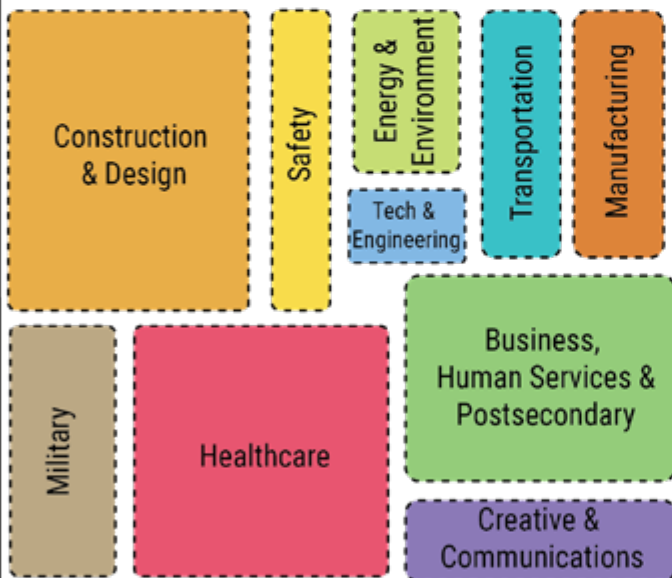 Construction
& Design
Safety
Energy &
Environment
Tech &
Engineering
Transportation
Manufacturing
Military
Healthcare
Business,
Human Services &
Postsecondary
Creative &
Communications